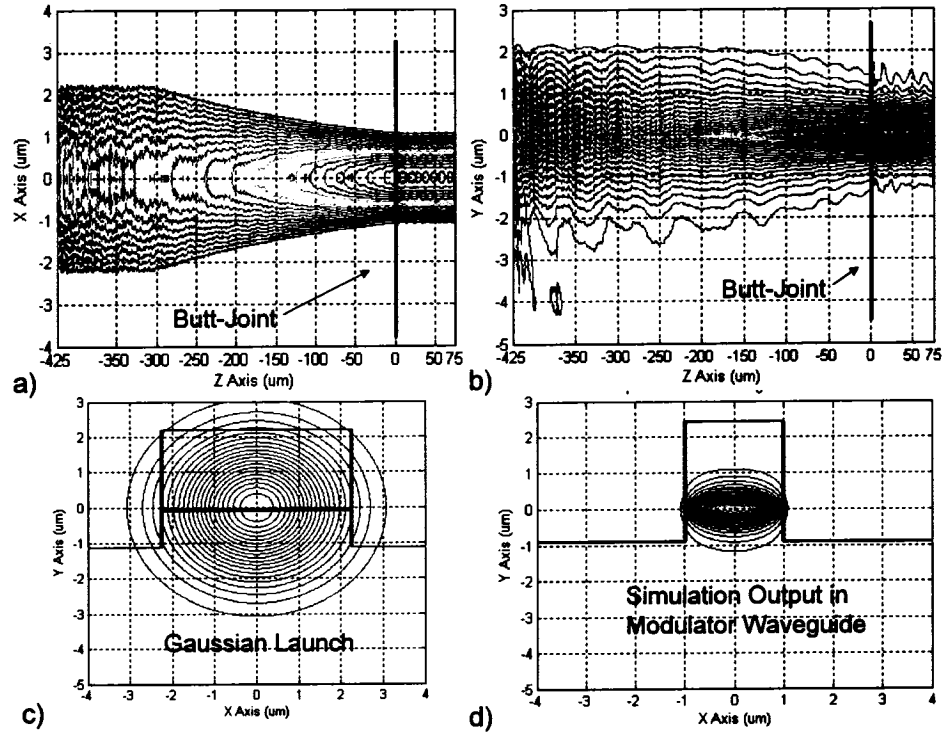 4
3
2
1
0
-1
-2
-3
-4
X Axis (um)
425 -350 -300 -250 -200 -150 -100 -50 0 50 75
Z Axis (um)
Butt-Joint
a)
3
2
1
0
-1
-2
-3
-4
-5
Y Axis (um)
425 -350 -300 -250 -200 -150 -100 -50 0 50 75
Z Axis (um)
Butt-Joint
b)
3
2
1
0
-1
-2
-3
-4
-5
Y Axis (um)
-4 -3 -2 -1 0 1 2 3 4
X Axis (um)
Gaussian Launch
c)
3
2
1
0
-1
-2
-3
-4
-5
Y Axis (um)
-4 -3 -2 -1 0 1 2 3 4
X Axis (um)
Simulation Output in
Modulator Waveguide
d)